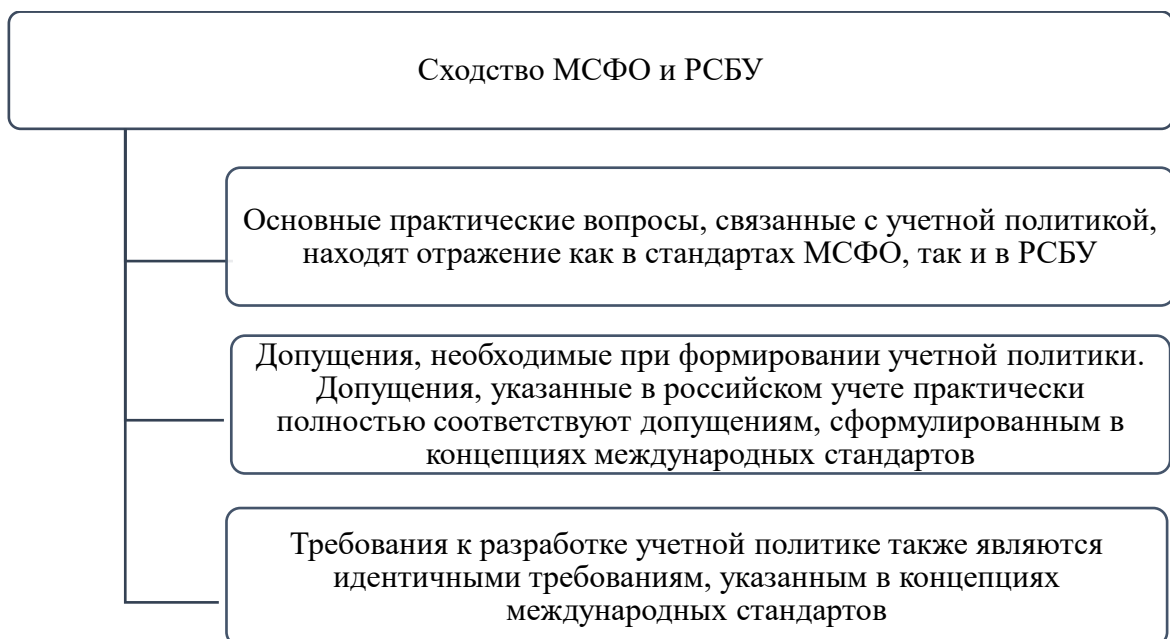 Сходство МСФО и РСБУ
Основные практические вопросы, связанные с учетной политикой,
находят отражение как в стандартах МСФО, так и в РСБУ
Допущения, необходимые при формировании учетной политики.
Допущения, указанные в российском учете практически
полностью соответствуют допущениям, сформулированным в
концепциях международных стандартов
Требования к разработке учетной политике также являются
идентичными требованиям, указанным в концепциях
международных стандартов